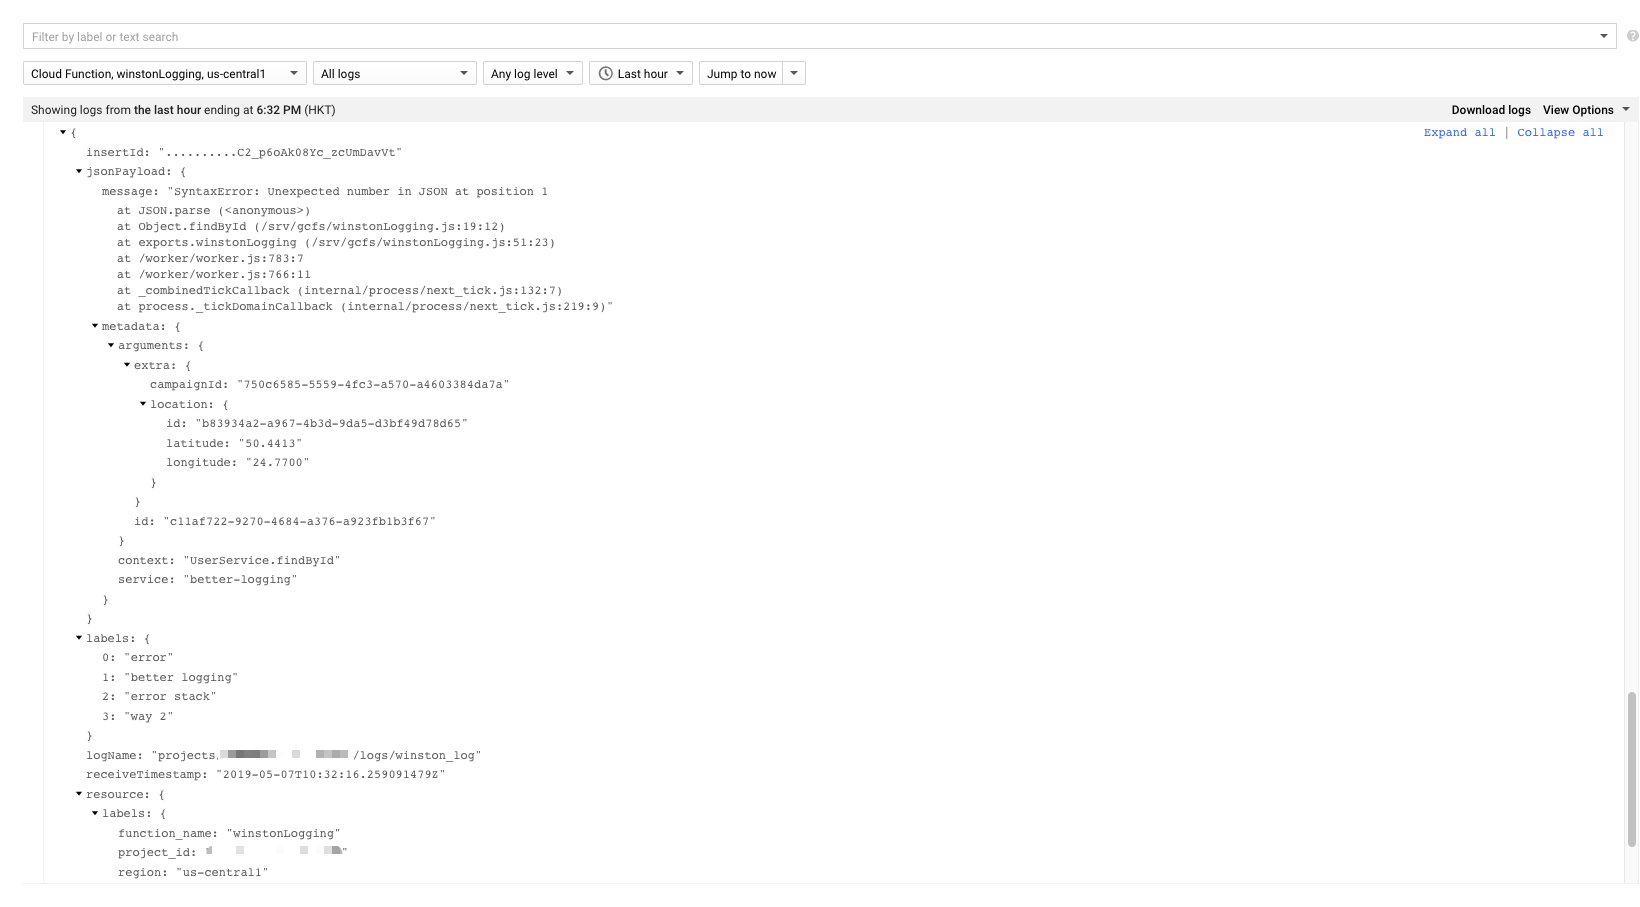 Filter by label or text search
Cloud Function, winstonLogging, us-central1 All logs Any log level Last hour Jump to now
Showing logs from the last hour ending at 6:32 PM (HKT) Download logs View Options
{ Expand all | Collapse all
insertId: "..........C2_p6oAk08Yc_zcUmDavVt"
jsonPayload: {
message: "SyntaxError: Unexpected number in JSON at position 1
at JSON.parse (<anonymous>)
at Object.findById (/srv/gcfs/winstonLogging.js:19:12)
at exports.winstonLogging (/srv/gcfs/winstonLogging.js:51:23)
at /worker/worker.js:783:7
at /worker/worker.js:766:11
at _combinedTickCallback (internal/process/next_tick.js:132:7)
at process._tickDomainCallback (internal/process/next_tick.js:219:9)"
metadata: {
arguments: {
extra: {
campaignId: "750c6585-5559-4fc3-a570-a4603384da7a"
location: {
id: "b83934a2-a967-4b3d-9da5-d3bf49d78d65"
latitude: "50.4413"
longitude: "24.7700"
}
}
id: "c11af722-9270-4684-a376-a923fb1b3f67"
}
context: "UserService.findById"
service: "better-logging"
}
}
labels: {
0: "error"
1: "better logging"
2: "error stack"
3: "way 2"
}
logName: "projects /logs/winston_log"
receiveTimestamp: "2019-05-07T10:32:16.259091479Z"
resource: {
labels: {
function_name: "winstonLogging"
project_id: "
region: "us-central1"